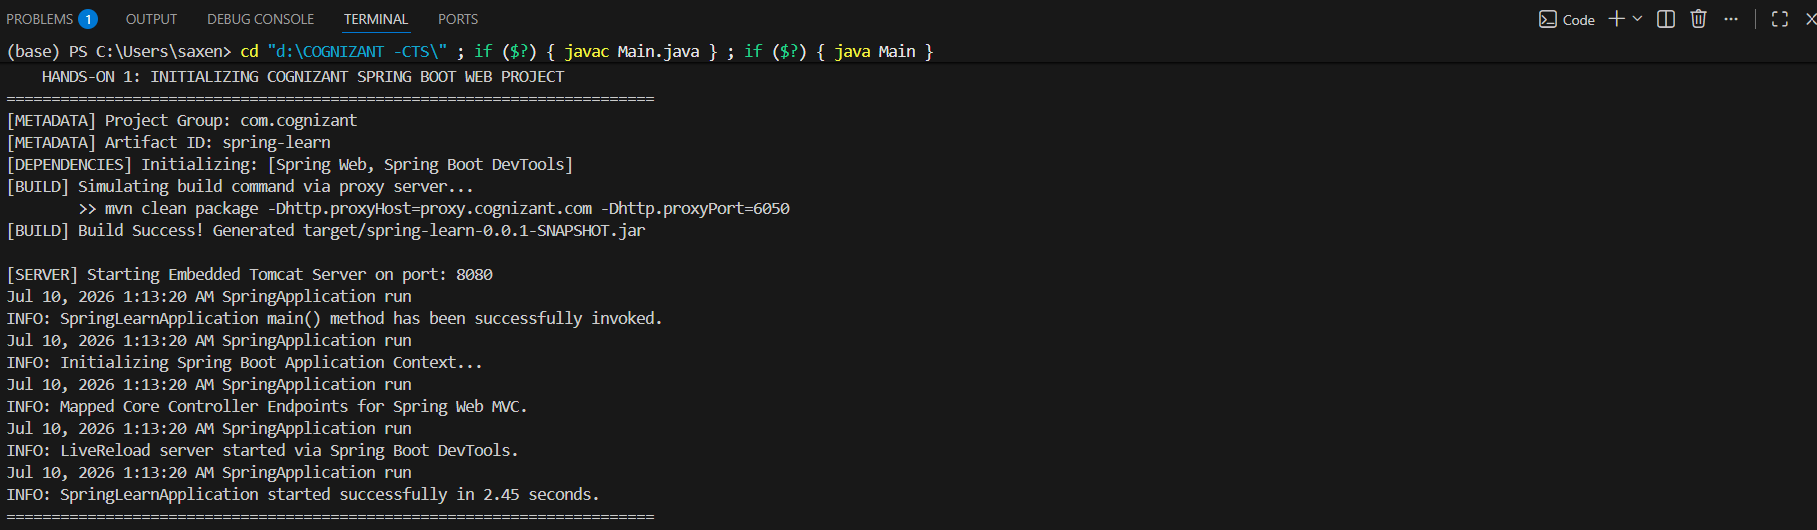 PROBLEMS 1 OUTPUT DEBUG CONSOLE TERMINAL PORTS Code
(base) PS C:\Users\saxen> cd "d:\COGNIZANT -CTS\" ; if ($?) { javac Main.java } ; if ($?) { java Main }
HANDS-ON 1: INITIALIZING COGNIZANT SPRING BOOT WEB PROJECT
========================================================================
[METADATA] Project Group: com.cognizant
[METADATA] Artifact ID: spring-learn
[DEPENDENCIES] Initializing: [Spring Web, Spring Boot DevTools]
[BUILD] Simulating build command via proxy server...
>> mvn clean package -Dhttp.proxyHost=proxy.cognizant.com -Dhttp.proxyPort=6050
[BUILD] Build Success! Generated target/spring-learn-0.0.1-SNAPSHOT.jar
[SERVER] Starting Embedded Tomcat Server on port: 8080
Jul 10, 2026 1:13:20 AM SpringApplication run
INFO: SpringLearnApplication main() method has been successfully invoked.
Jul 10, 2026 1:13:20 AM SpringApplication run
INFO: Initializing Spring Boot Application Context...
Jul 10, 2026 1:13:20 AM SpringApplication run
INFO: Mapped Core Controller Endpoints for Spring Web MVC.
Jul 10, 2026 1:13:20 AM SpringApplication run
INFO: LiveReload server started via Spring Boot DevTools.
Jul 10, 2026 1:13:20 AM SpringApplication run
INFO: SpringLearnApplication started successfully in 2.45 seconds.
========================================================================